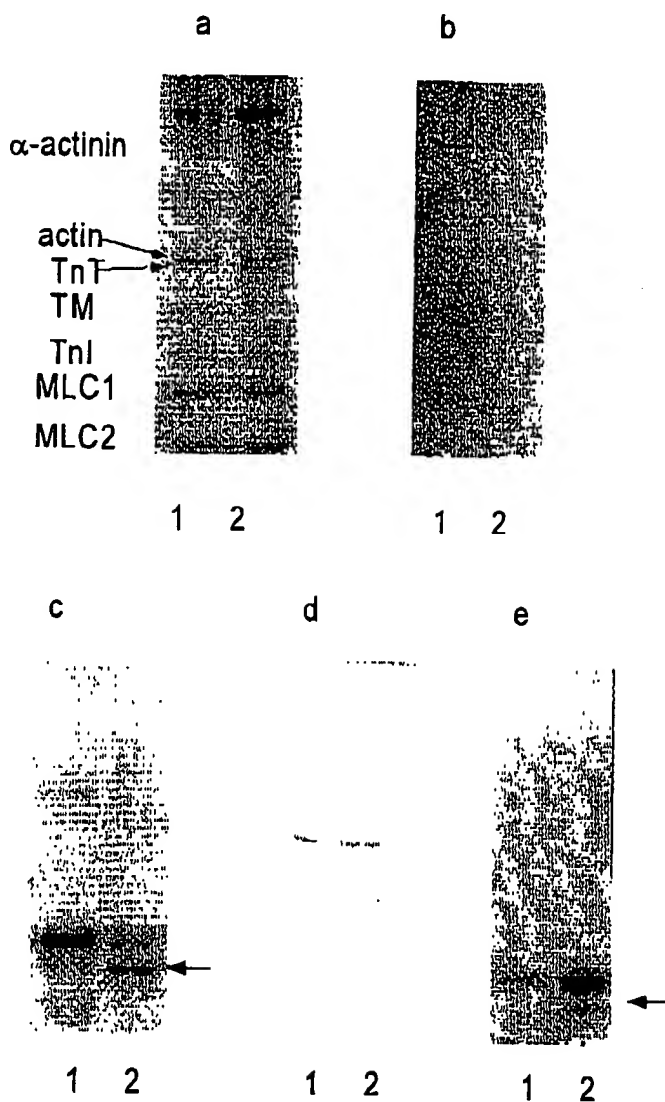 a b
α-actinin
actin
TnT
TM
TnI
MLC1
MLC2
1 2 1 2
c d e
1 2 1 2 1 2